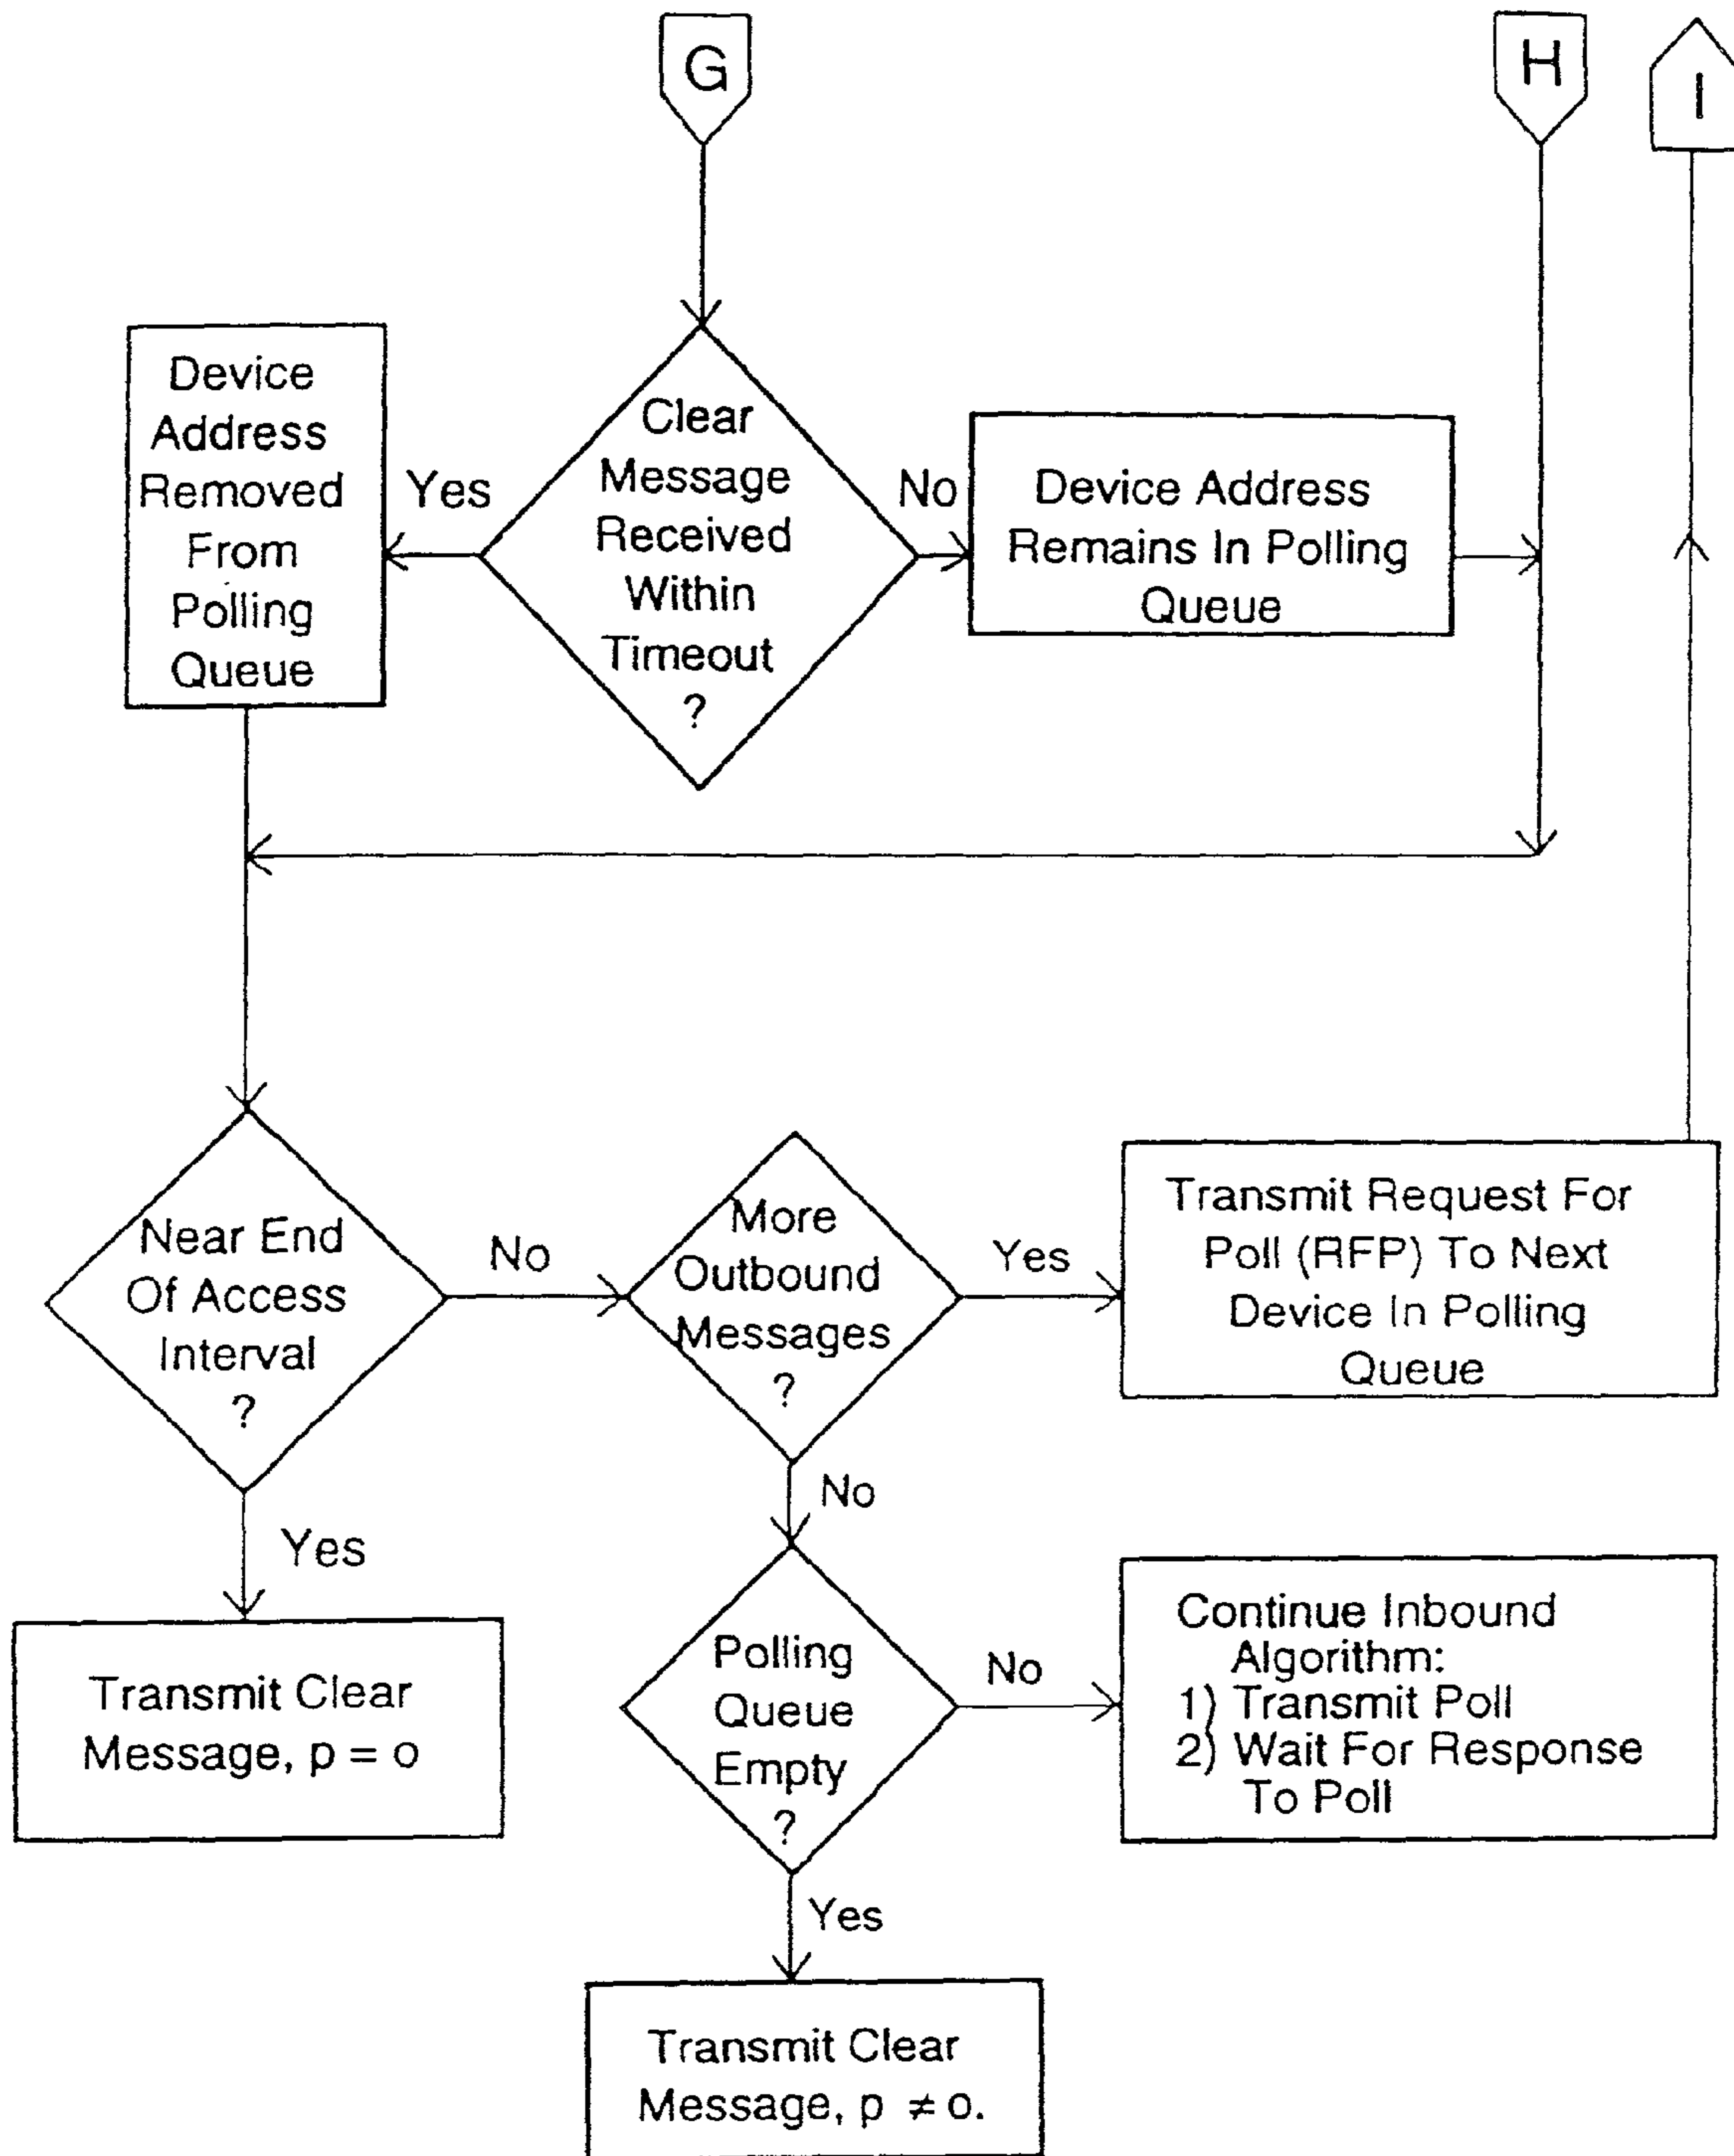 G
H
I
Device
Address
Removed
From
Polling
Queue
Yes
Clear
Message
Received
Within
Timeout
?
No
Device Address
Remains In Polling
Queue
Near End
Of Access
Interval
?
No
More
Outbound
Messages
?
Yes
Transmit Request For
Poll (RFP) To Next
Device In Polling
Queue
Yes
No
Transmit Clear
Message, p = o
Polling
Queue
Empty
?
No
Continue Inbound
Algorithm:
1) Transmit Poll
2) Wait For Response
To Poll
Yes
Transmit Clear
Message, p ≠ o.